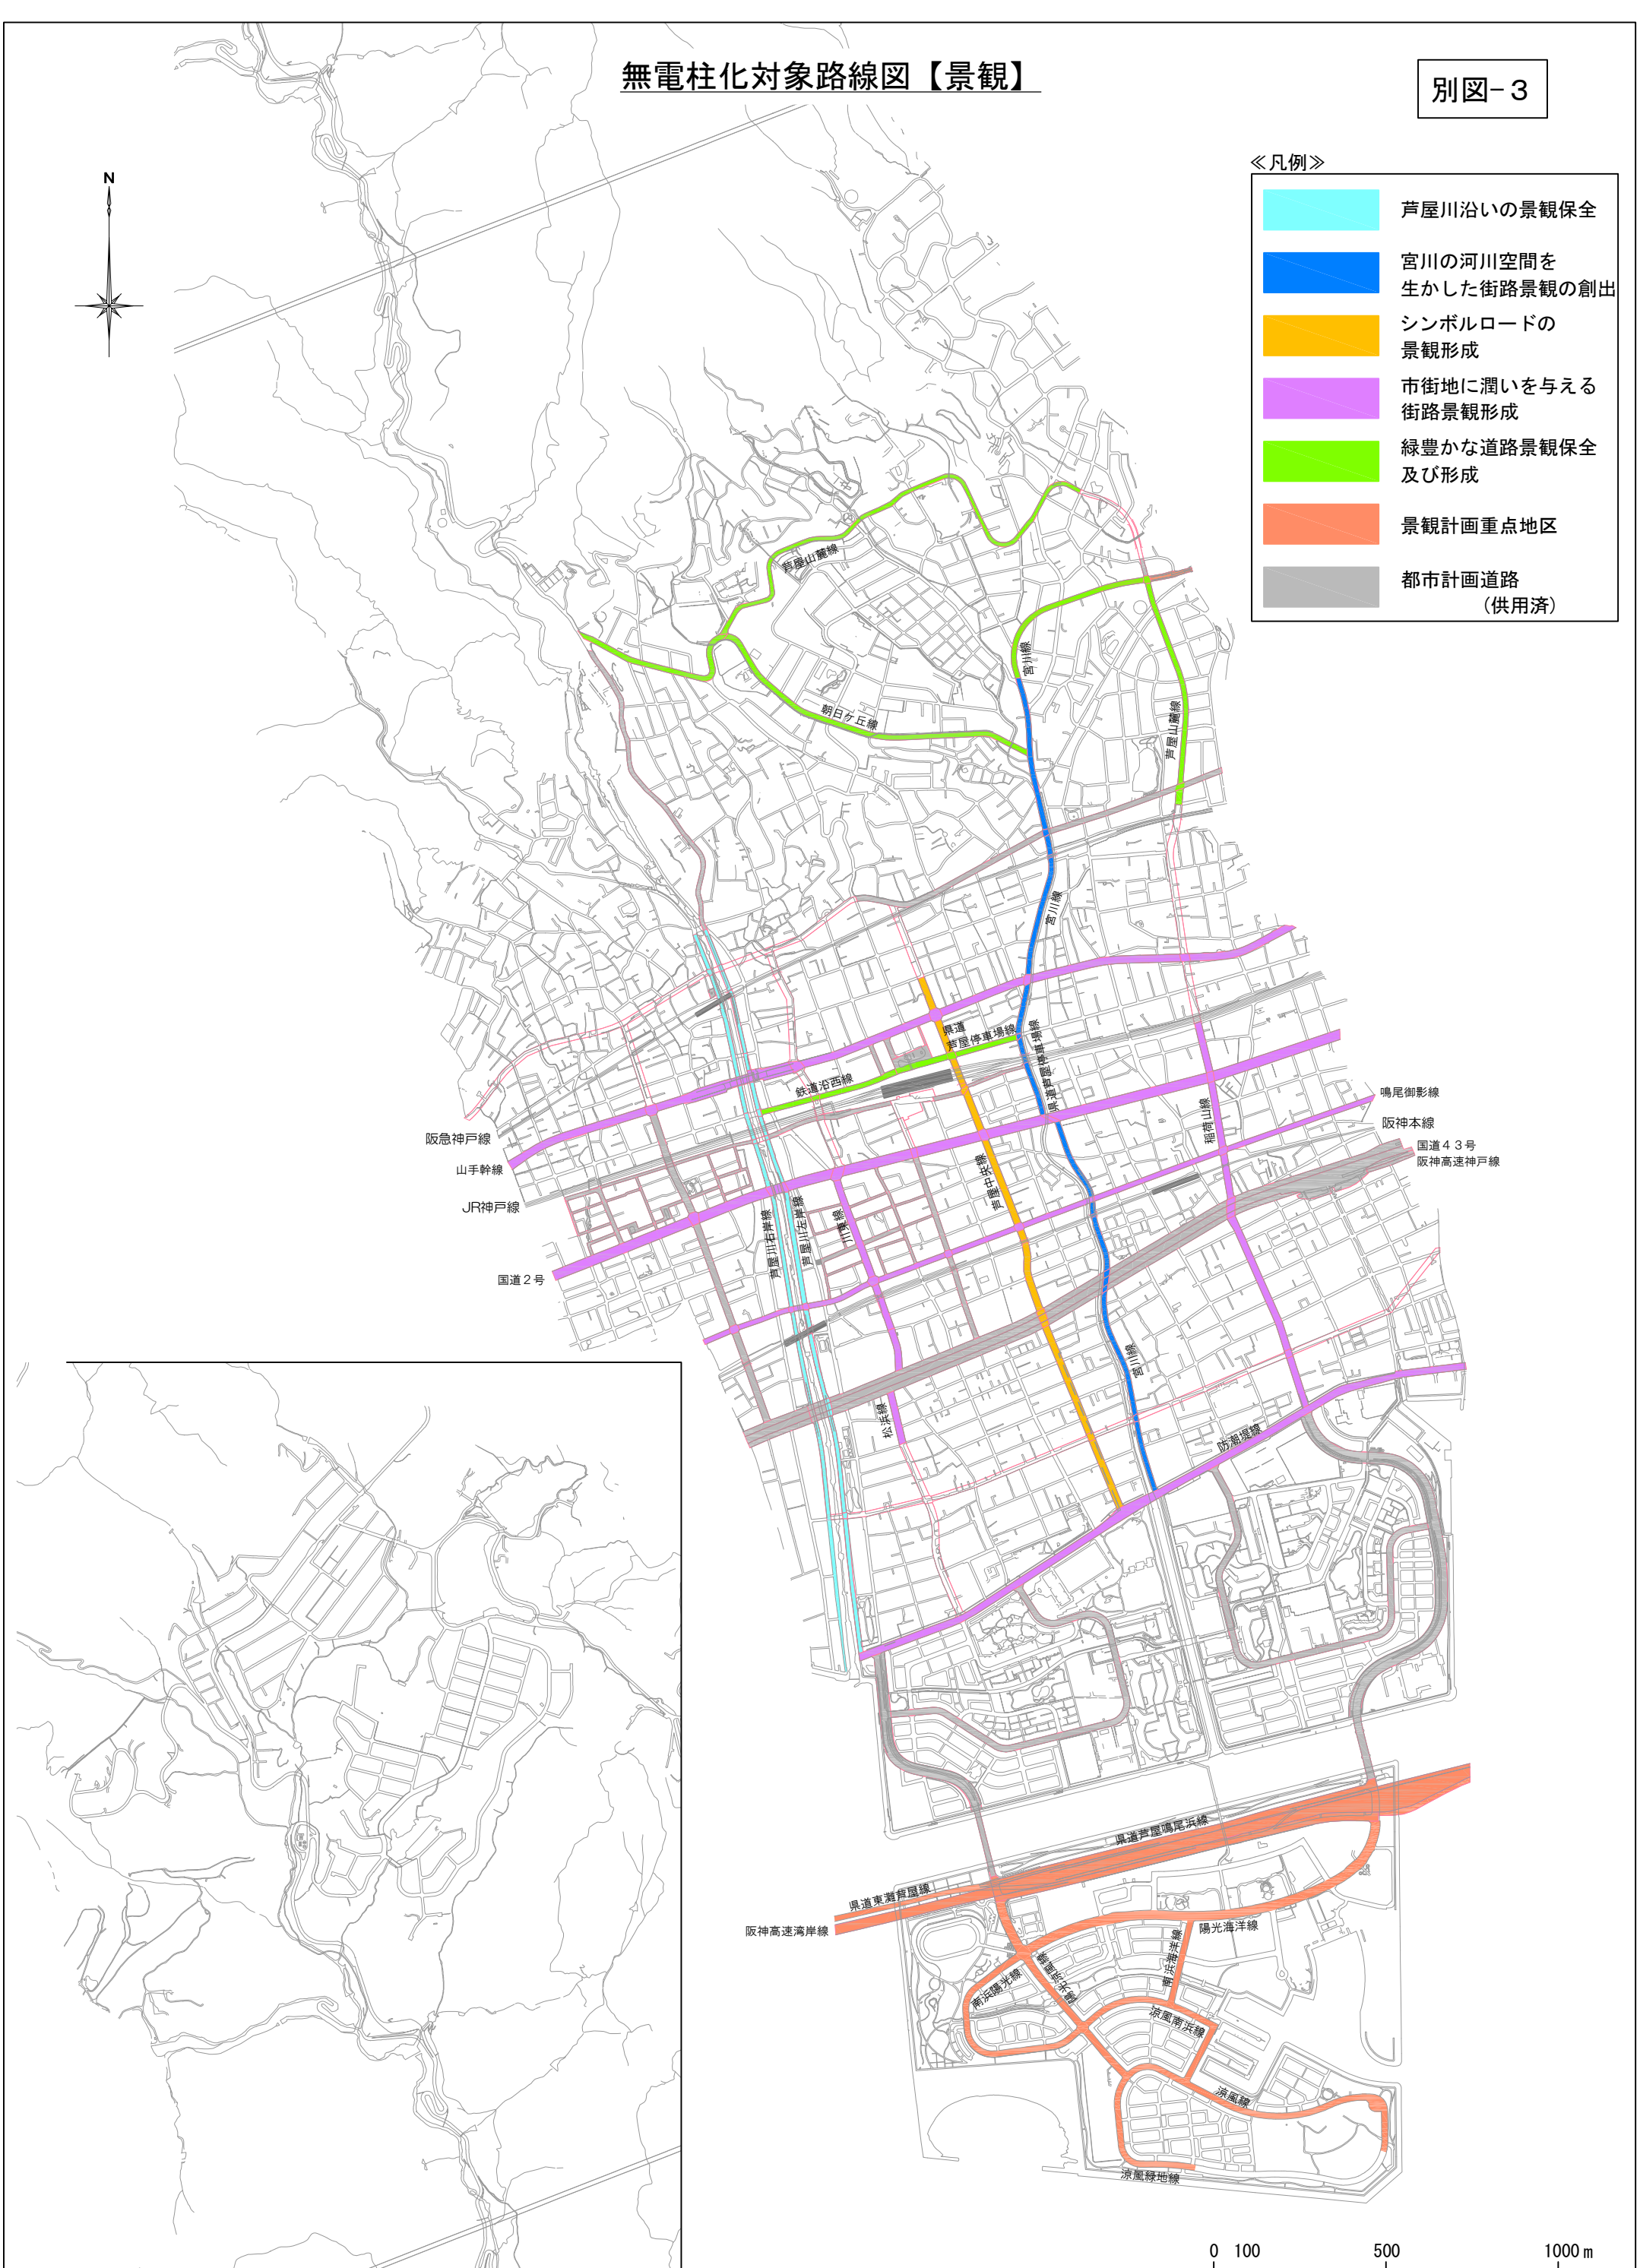 無電柱化対象路線図【景観】
別図-3
≪凡例≫
芦屋川沿いの景観保全
宮川の河川空間を
生かした街路景観の創出
シンボルロードの
景観形成
市街地に潤いを与える
街路景観形成
緑豊かな道路景観保全
及び形成
景観計画重点地区
都市計画道路
(供用済)
N
芦屋山麓線
宮川線
朝日ケ丘線
芦屋山麓線
宮川線
県道
芦屋停車場線
県道芦屋停車場線
鉄道沿西線
稲荷山線
鳴尾御影線
阪神本線
国道43号
阪神高速神戸線
阪急神戸線
山手幹線
JR神戸線
国道2号
芦屋川右岸線
芦屋川左岸線
川東線
芦屋中央線
宮川線
松浜線
防潮堤線
県道芦屋鳴尾浜線
県道東灘芦屋線
阪神高速湾岸線
陽光海洋線
南浜海洋線
南浜陽光線
陽光涼風線
涼風南浜線
涼風線
涼風緑地線
0 100 500 1000m